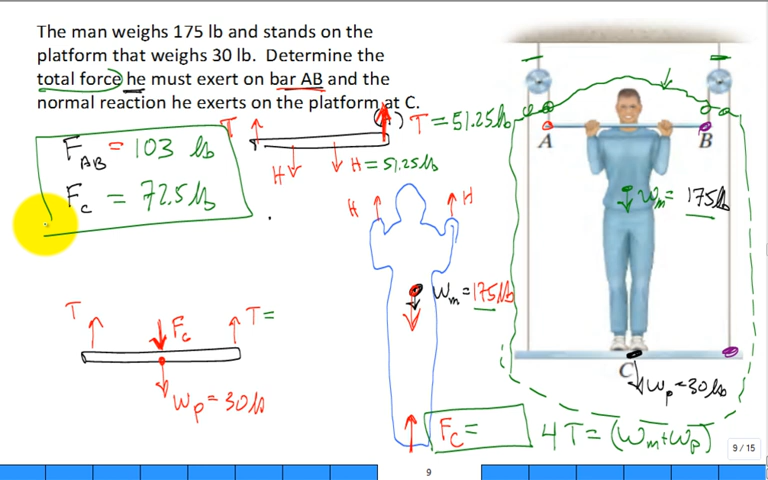 The man weighs 175 lb and stands on the
platform that weighs 30 lb. Determine the
total force he must exert on bar AB and the
normal reaction he exerts on the platform at C.
F_AB = 103 lb
F_C = 72.5 lb
T
T = 51.25 lb
H
H = 51.25 lb
A
B
W_m = 175 lb
H
H
W_m = 175 lb
T
F_C
T =
W_P = 30 lb
C
W_P = 30 lb
F_C =
4T = (W_m + W_P)
9 / 15
9